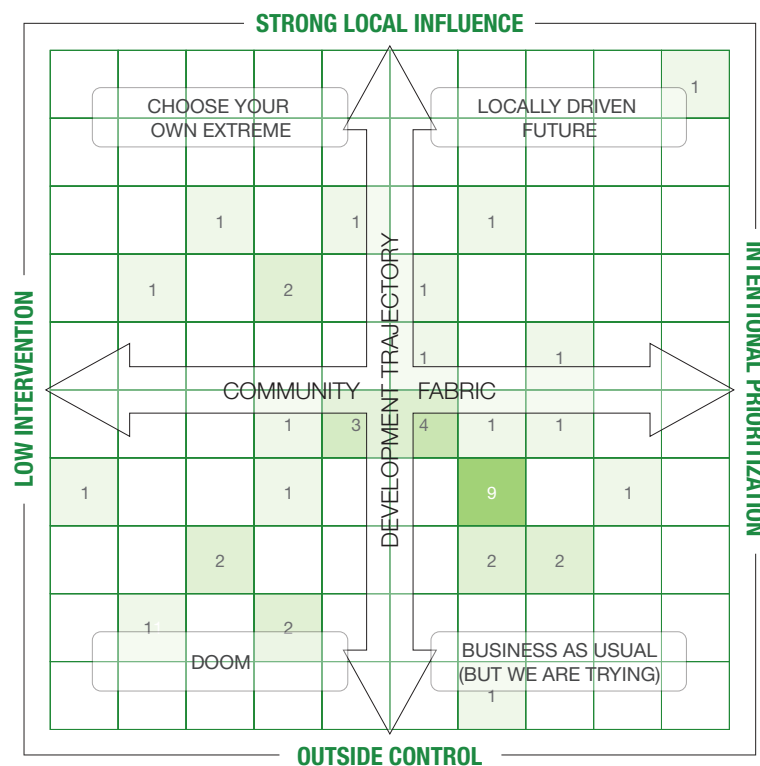 STRONG LOCAL INFLUENCE
1
CHOOSE YOUR
OWN EXTREME
LOCALLY DRIVEN
FUTURE
1
1
1
1
2
1
1
1
LOW INTERVENTION
INTENTIONAL PRIORITIZATION
DEVELOPMENT TRAJECTORY
COMMUNITY FABRIC
1
3
4
1
1
1
1
9
1
2
2
2
11
2
DOOM
BUSINESS AS USUAL
(BUT WE ARE TRYING)
1
OUTSIDE CONTROL